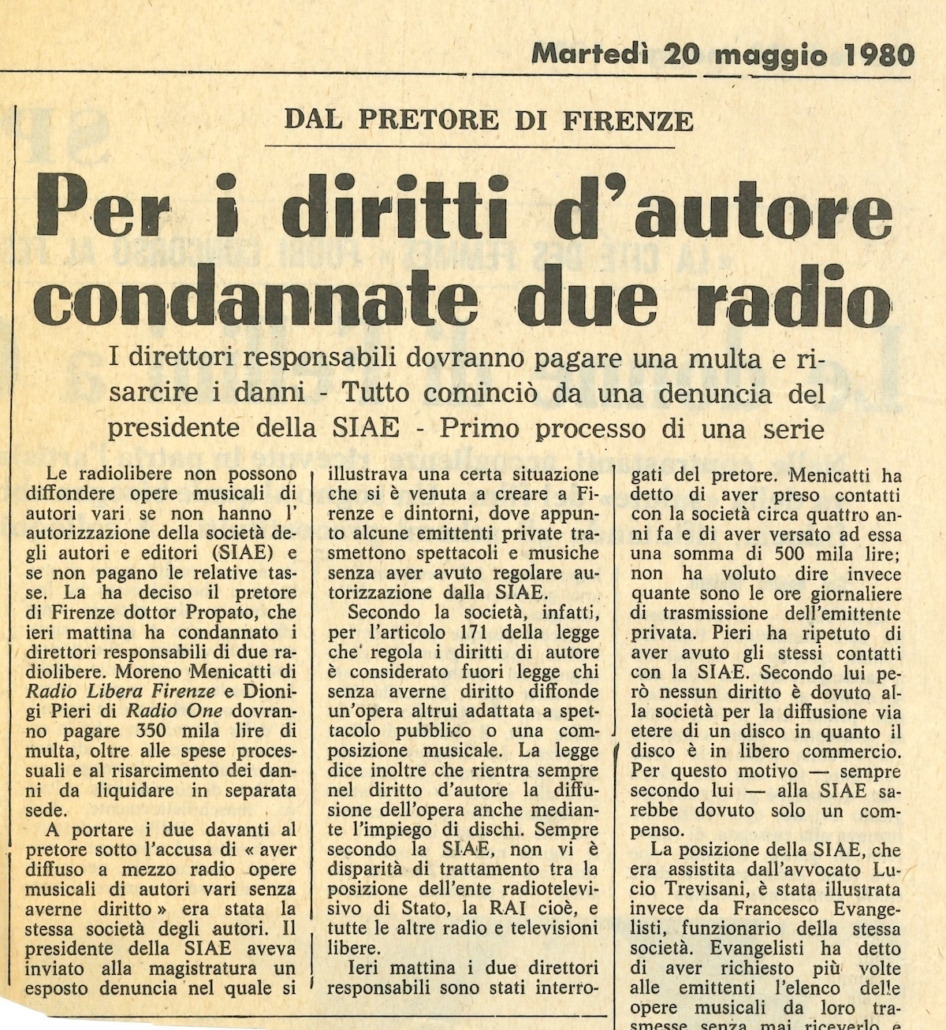 Martedì 20 maggio 1980
DAL PRETORE DI FIRENZE
Per i diritti d'autore
condannate due radio
I direttori responsabili dovranno pagare una multa e ri-
sarcire i danni - Tutto cominciò da una denuncia del
presidente della SIAE - Primo processo di una serie
Le radiolibere non possono
diffondere opere musicali di
autori vari se non hanno l'
autorizzazione della società de-
gli autori e editori (SIAE) e
se non pagano le relative tas-
se. La ha deciso il pretore
di Firenze dottor Propato, che
ieri mattina ha condannato i
direttori responsabili di due ra-
diolibere. Moreno Menicatti di
Radio Libera Firenze e Dioni-
gi Pieri di Radio One dovran-
no pagare 350 mila lire di
multa, oltre alle spese proces-
suali e al risarcimento dei dan-
ni da liquidare in separata
sede.
A portare i due davanti al
pretore sotto l'accusa di « aver
diffuso a mezzo radio opere
musicali di autori vari senza
averne diritto » era stata la
stessa società degli autori. Il
presidente della SIAE aveva
inviato alla magistratura un
esposto denuncia nel quale si
illustrava una certa situazione
che si è venuta a creare a Fi-
renze e dintorni, dove appun-
to alcune emittenti private tra-
smettono spettacoli e musiche
senza aver avuto regolare au-
torizzazione dalla SIAE.
Secondo la società, infatti,
per l'articolo 171 della legge
che' regola i diritti di autore
è considerato fuori legge chi
senza averne diritto diffonde
un'opera altrui adattata a spet-
tacolo pubblico o una com-
posizione musicale. La legge
dice inoltre che rientra sempre
nel diritto d'autore la diffu-
sione dell'opera anche median-
te l'impiego di dischi. Sempre
secondo la SIAE, non vi è
disparità di trattamento tra la
posizione dell'ente radiotelevi-
sivo di Stato, la RAI cioè, e
tutte le altre radio e televisioni
libere.
Ieri mattina i due direttori
responsabili sono stati interro-
gati del pretore. Menicatti ha
detto di aver preso contatti
con la società circa quattro an-
ni fa e di aver versato ad essa
una somma di 500 mila lire;
non ha voluto dire invece
quante sono le ore giornaliere
di trasmissione dell'emittente
privata. Pieri ha ripetuto di
aver avuto gli stessi contatti
con la SIAE. Secondo lui pe-
rò nessun diritto è dovuto al-
la società per la diffusione via
etere di un disco in quanto il
disco è in libero commercio.
Per questo motivo — sempre
secondo lui — alla SIAE sa-
rebbe dovuto solo un com-
penso.
La posizione della SIAE, che
era assistita dall'avvocato Lu-
cio Trevisani, è stata illustrata
invece da Francesco Evange-
listi, funzionario della stessa
società. Evangelisti ha detto
di aver richiesto più volte
alle emittenti l'elenco delle
opere musicali da loro tra-
smesse senza mai riceverlo e